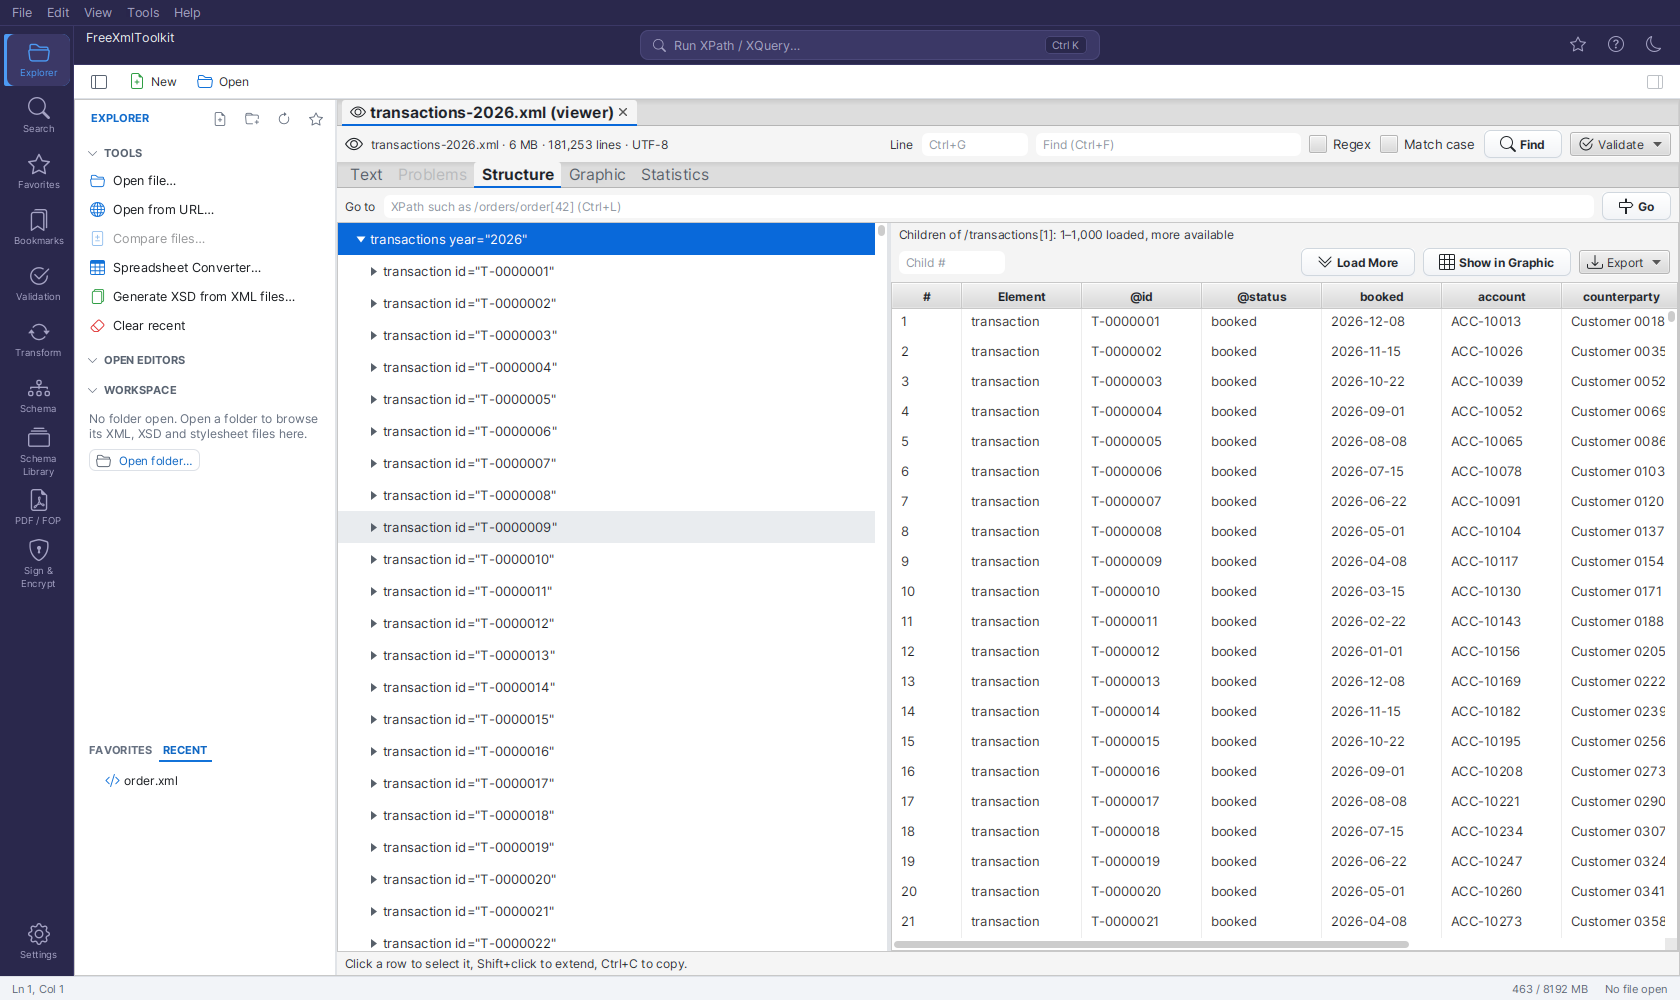 File Edit View Tools Help
FreeXmlToolkit
Run XPath / XQuery... Ctrl K
New Open
Explorer
Search
Favorites
Bookmarks
Validation
Transform
Schema
Schema
Library
PDF / FOP
Sign &
Encrypt
Settings
EXPLORER
TOOLS
Open file...
Open from URL...
Compare files...
Spreadsheet Converter...
Generate XSD from XML files...
Clear recent
OPEN EDITORS
WORKSPACE
No folder open. Open a folder to browse
its XML, XSD and stylesheet files here.
Open folder...
FAVORITES RECENT
order.xml
transactions-2026.xml (viewer)
transactions-2026.xml · 6 MB · 181,253 lines · UTF-8
Line Ctrl+G Find (Ctrl+F) Regex Match case Find Validate
Text Problems Structure Graphic Statistics
Go to XPath such as /orders/order[42] (Ctrl+L) Go
transactions year="2026"
transaction id="T-0000001"
transaction id="T-0000002"
transaction id="T-0000003"
transaction id="T-0000004"
transaction id="T-0000005"
transaction id="T-0000006"
transaction id="T-0000007"
transaction id="T-0000008"
transaction id="T-0000009"
transaction id="T-0000010"
transaction id="T-0000011"
transaction id="T-0000012"
transaction id="T-0000013"
transaction id="T-0000014"
transaction id="T-0000015"
transaction id="T-0000016"
transaction id="T-0000017"
transaction id="T-0000018"
transaction id="T-0000019"
transaction id="T-0000020"
transaction id="T-0000021"
transaction id="T-0000022"
Children of /transactions[1]: 1–1,000 loaded, more available
Child # Load More Show in Graphic Export
# Element @id @status booked account counterparty
1 transaction T-0000001 booked 2026-12-08 ACC-10013 Customer 0018
2 transaction T-0000002 booked 2026-11-15 ACC-10026 Customer 0035
3 transaction T-0000003 booked 2026-10-22 ACC-10039 Customer 0052
4 transaction T-0000004 booked 2026-09-01 ACC-10052 Customer 0069
5 transaction T-0000005 booked 2026-08-08 ACC-10065 Customer 0086
6 transaction T-0000006 booked 2026-07-15 ACC-10078 Customer 0103
7 transaction T-0000007 booked 2026-06-22 ACC-10091 Customer 0120
8 transaction T-0000008 booked 2026-05-01 ACC-10104 Customer 0137
9 transaction T-0000009 booked 2026-04-08 ACC-10117 Customer 0154
10 transaction T-0000010 booked 2026-03-15 ACC-10130 Customer 0171
11 transaction T-0000011 booked 2026-02-22 ACC-10143 Customer 0188
12 transaction T-0000012 booked 2026-01-01 ACC-10156 Customer 0205
13 transaction T-0000013 booked 2026-12-08 ACC-10169 Customer 0222
14 transaction T-0000014 booked 2026-11-15 ACC-10182 Customer 0239
15 transaction T-0000015 booked 2026-10-22 ACC-10195 Customer 0256
16 transaction T-0000016 booked 2026-09-01 ACC-10208 Customer 0273
17 transaction T-0000017 booked 2026-08-08 ACC-10221 Customer 0290
18 transaction T-0000018 booked 2026-07-15 ACC-10234 Customer 0307
19 transaction T-0000019 booked 2026-06-22 ACC-10247 Customer 0324
20 transaction T-0000020 booked 2026-05-01 ACC-10260 Customer 0341
21 transaction T-0000021 booked 2026-04-08 ACC-10273 Customer 0358
Click a row to select it, Shift+click to extend, Ctrl+C to copy.
Ln 1, Col 1 463 / 8192 MB No file open